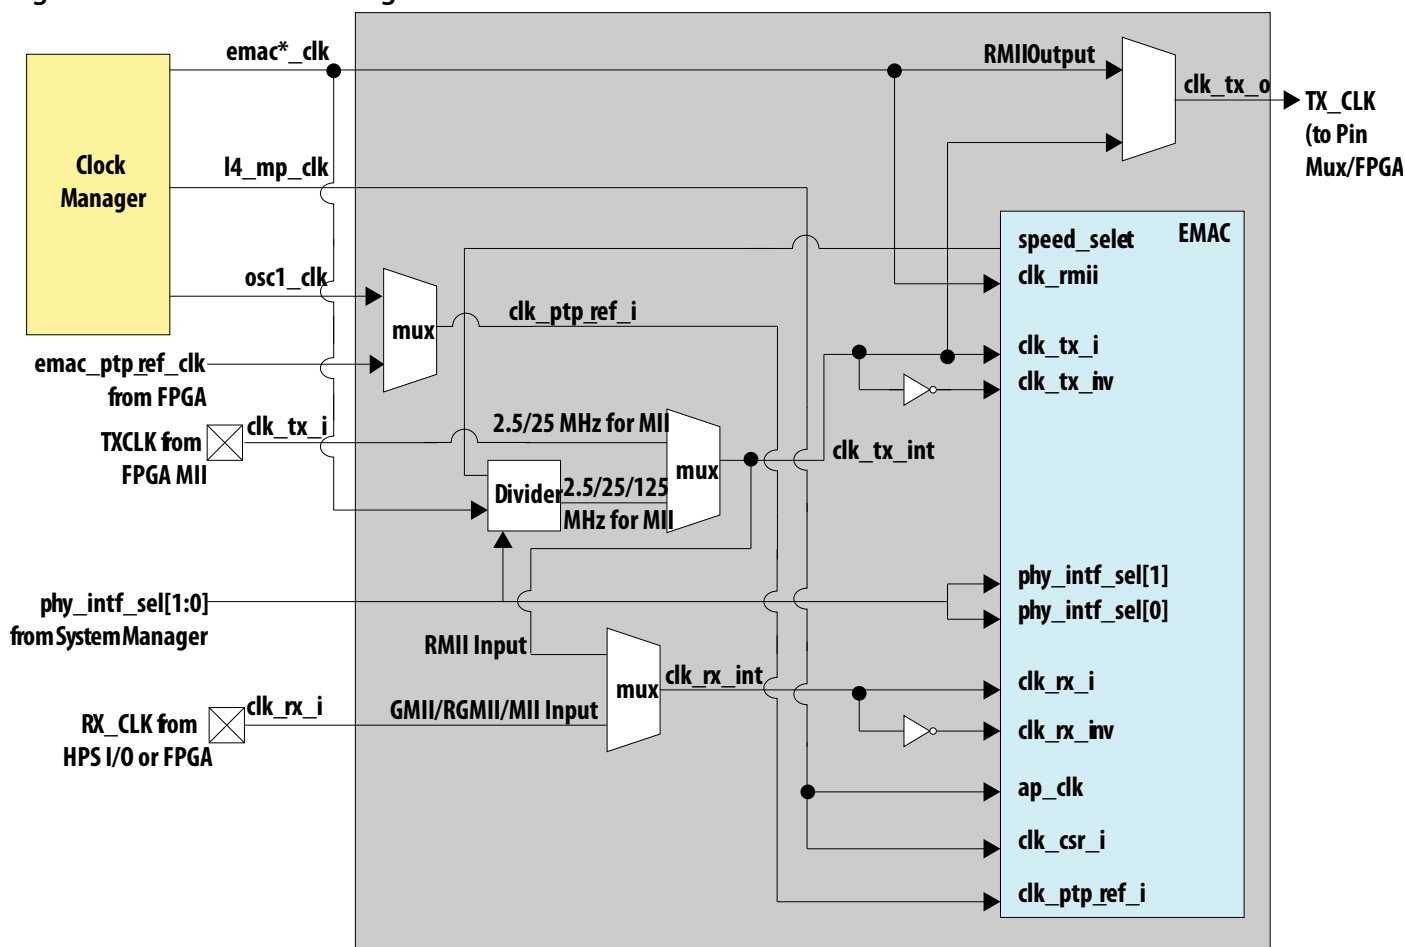 emac*_clk
RMIIOutput
clk_tx_o
TX_CLK
(to Pin
Mux/FPGA
Clock
Manager
l4_mp_clk
osc1_clk
mux
clk_ptp_ref_i
emac_ptp_ref_clk
from FPGA
TXCLK from
FPGA MII
clk_tx_i
2.5/25 MHz for MII
mux
clk_tx_int
Divider
2.5/25/125
MHz for MII
phy_intf_sel[1:0]
from System Manager
RMII Input
mux
clk_rx_int
RX_CLK from
HPS I/O or FPGA
clk_rx_i
GMII/RGMII/MII Input
EMAC
speed_selet
clk_rmii
clk_tx_i
clk_tx_inv
phy_intf_sel[1]
phy_intf_sel[0]
clk_rx_i
clk_rx_inv
ap_clk
clk_csr_i
clk_ptp_ref_i